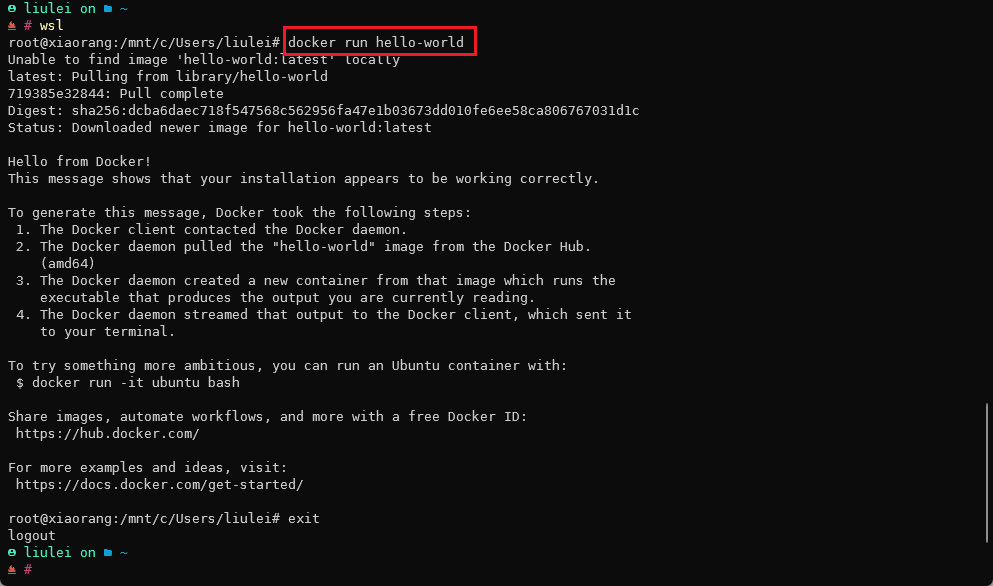 liulei on ~
# wsl
root@xiaorang:/mnt/c/Users/liulei# docker run hello-world
Unable to find image 'hello-world:latest' locally
latest: Pulling from library/hello-world
719385e32844: Pull complete
Digest: sha256:dcba6daec718f547568c562956fa47e1b03673dd010fe6ee58ca806767031d1c
Status: Downloaded newer image for hello-world:latest
Hello from Docker!
This message shows that your installation appears to be working correctly.
To generate this message, Docker took the following steps:
1. The Docker client contacted the Docker daemon.
2. The Docker daemon pulled the "hello-world" image from the Docker Hub.
(amd64)
3. The Docker daemon created a new container from that image which runs the
executable that produces the output you are currently reading.
4. The Docker daemon streamed that output to the Docker client, which sent it
to your terminal.
To try something more ambitious, you can run an Ubuntu container with:
$ docker run -it ubuntu bash
Share images, automate workflows, and more with a free Docker ID:
https://hub.docker.com/
For more examples and ideas, visit:
https://docs.docker.com/get-started/
root@xiaorang:/mnt/c/Users/liulei# exit
logout
liulei on ~
#